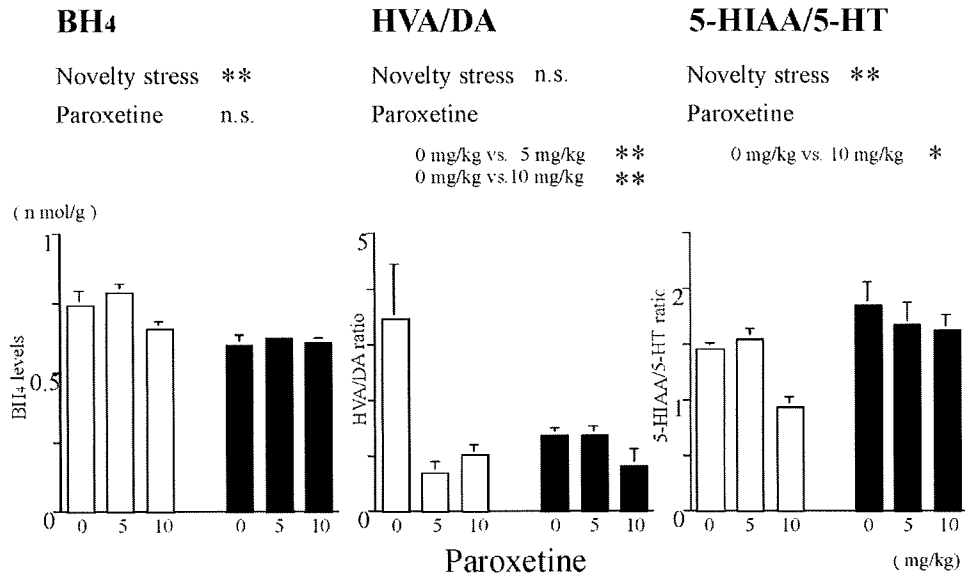 BH4 HVA/DA 5-HIAA/5-HT
Novelty stress ** Novelty stress n.s. Novelty stress **
Paroxetine n.s. Paroxetine Paroxetine
0 mg/kg vs. 5 mg/kg ** 0 mg/kg vs. 10 mg/kg *
0 mg/kg vs.10 mg/kg **
( n mol/g )
1
0.5
0
BH4 levels
0 5 10 0 5 10
5
0
HVA/DA ratio
0 5 10 0 5 10
2
1
0
5-HIAA/5-HT ratic
0 5 10 0 5 10
Paroxetine ( mg/kg)